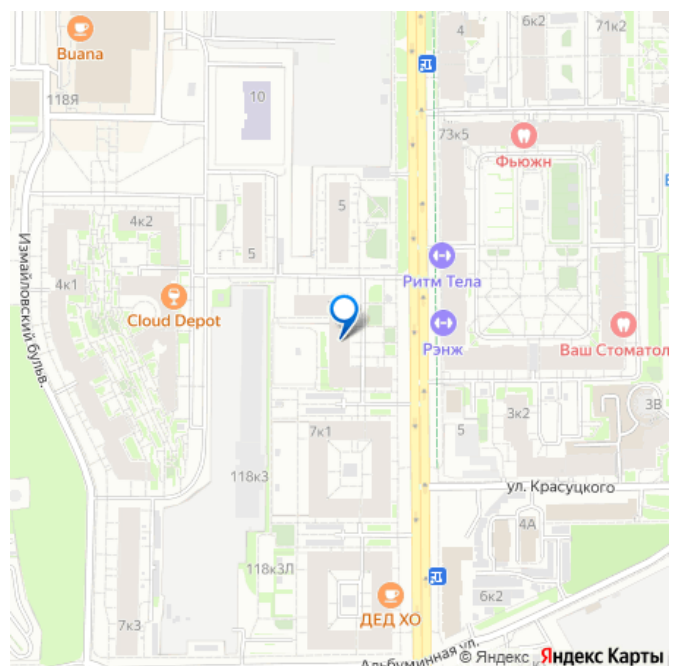 4
6к2
71к2
Buana
118Я
10
73к5
Фьюжн
4к2
5
5
Измайловский бульв.
4к1
Ритм Тела
Cloud Depot
Рэнж
Ваш Стоматол
3к2
3В
7к1
5
118к3
ул. Красуцкого
4А
118к3Л
6к2
ДЕД ХО
7к3
Альбуминная ул.
© Яндекс Яндекс Карты